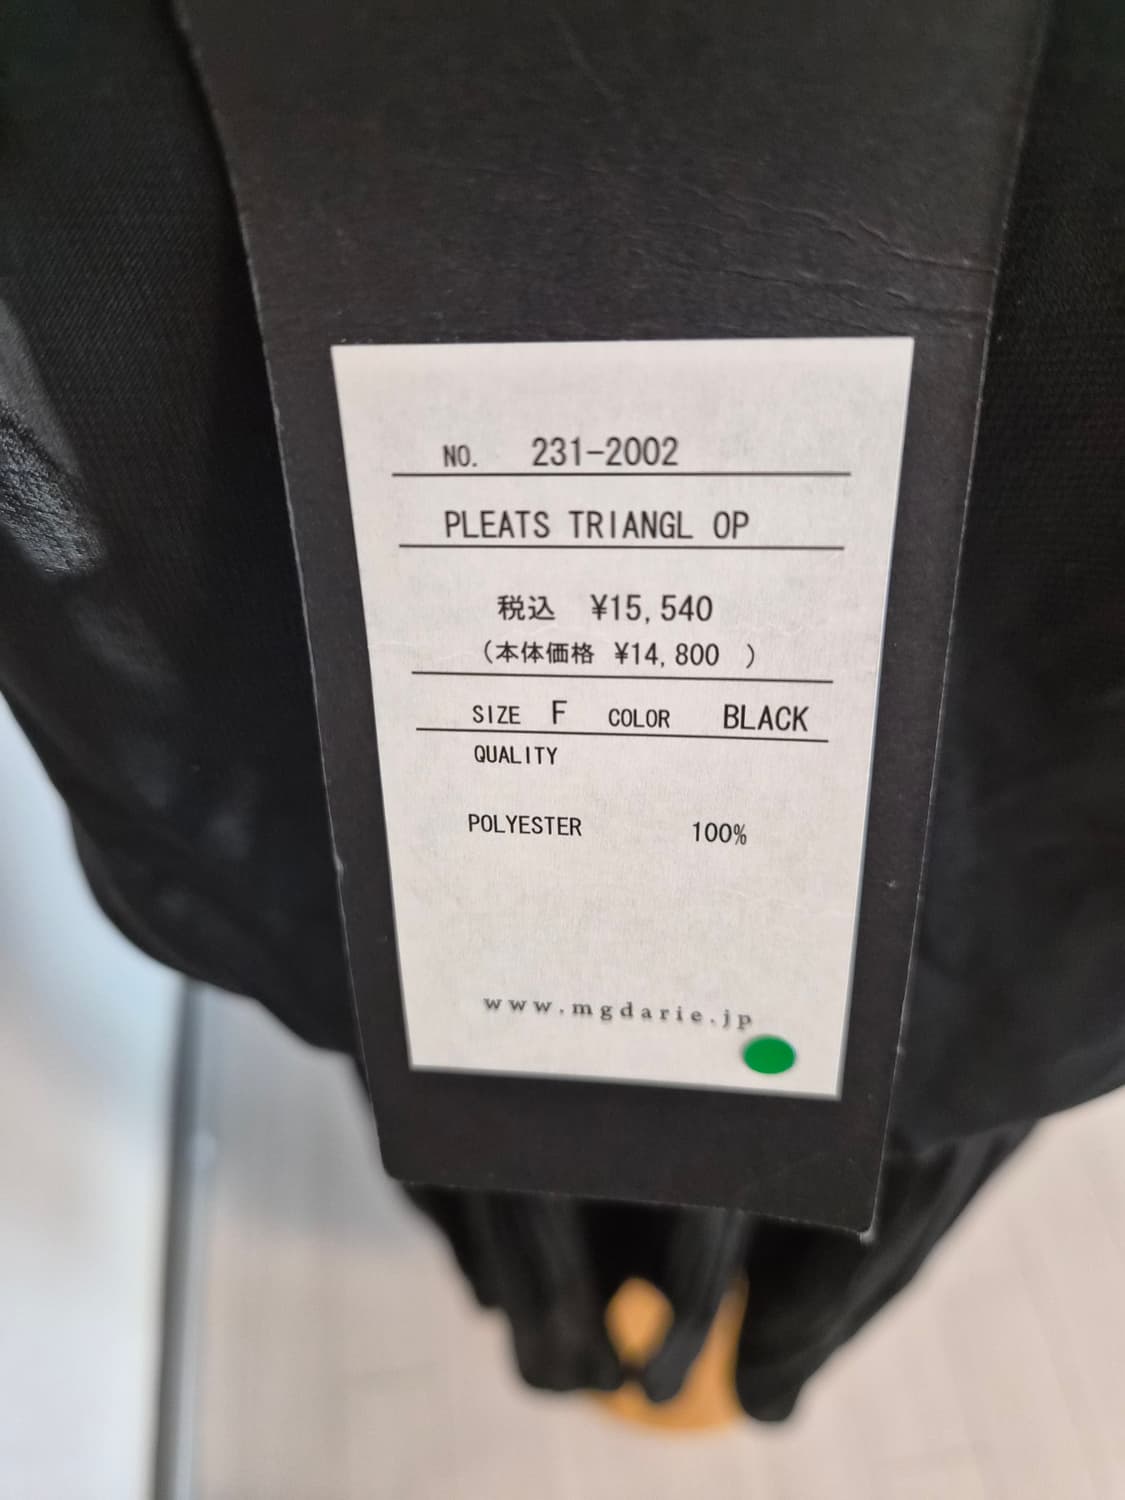 NO. 231-2002
PLEATS TRIANGL OP
税込 ¥15,540
(本体価格 ¥14,800 )
SIZE F COLOR BLACK
QUALITY
POLYESTER 100%
www.mgdarie.jp